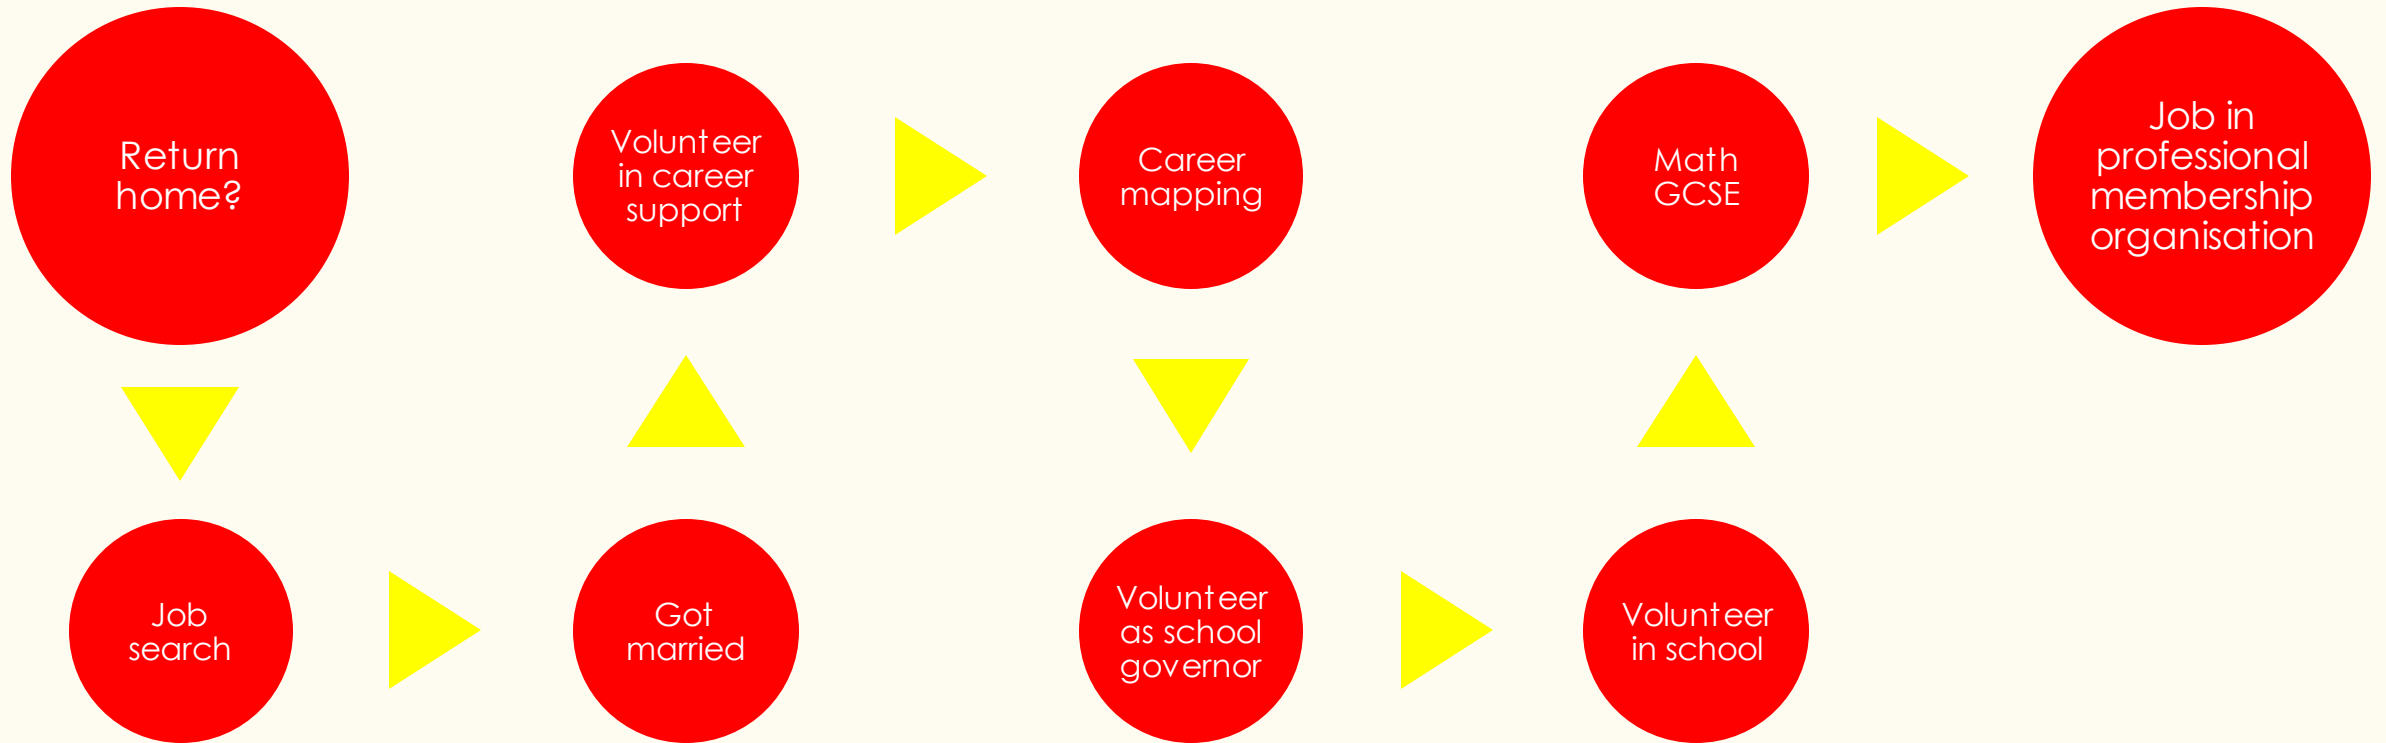 Return
home?
Job
search
Got
married
Volunteer
in career
support
Career
mapping
Volunteer
as school
governor
Volunteer
in school
Math
GCSE
Job in
professional
membership
organisation